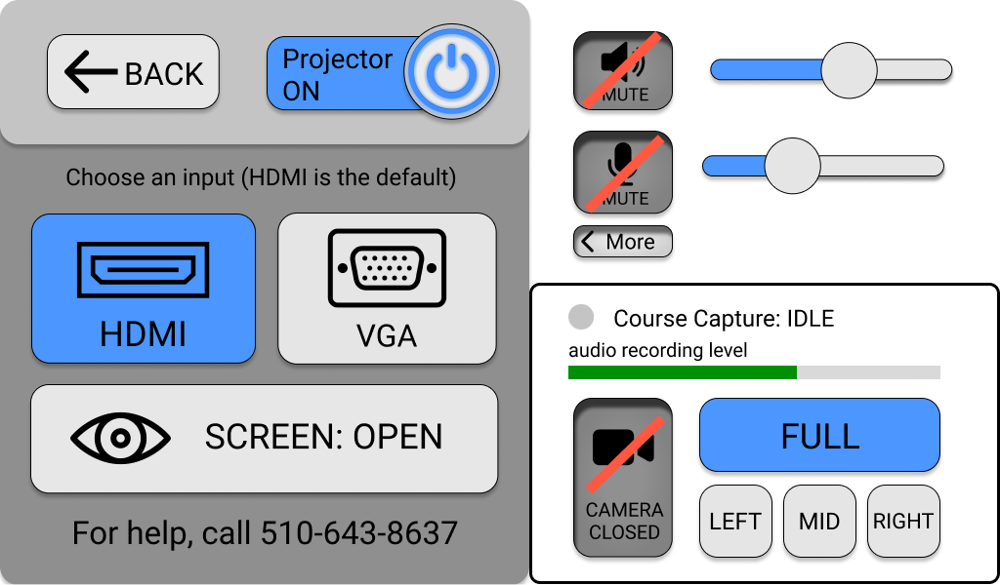 BACK
Projector
ON
Choose an input (HDMI is the default)
HDMI
VGA
SCREEN: OPEN
For help, call 510-643-8637
MUTE
MUTE
More
Course Capture: IDLE
audio recording level
CAMERA
CLOSED
FULL
LEFT
MID
RIGHT